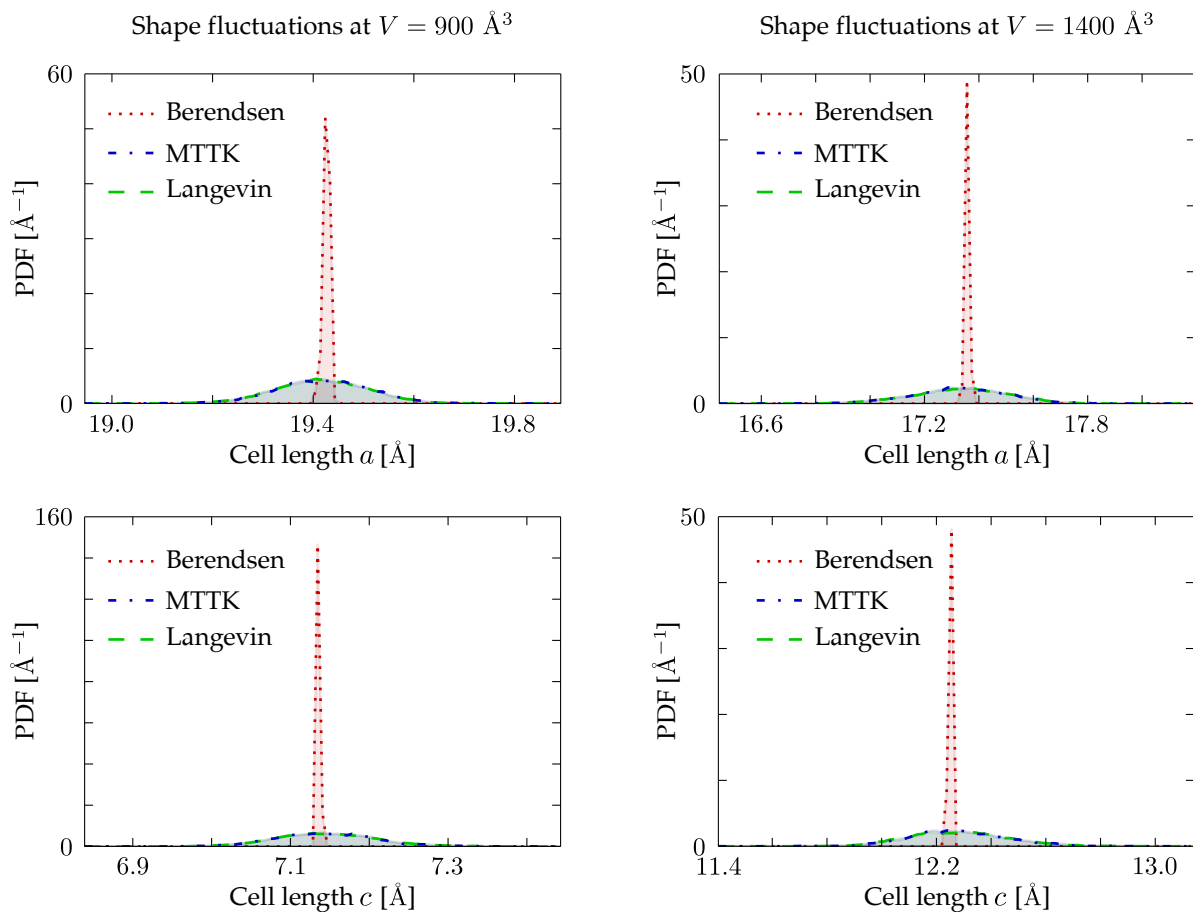 Shape fluctuations at V = 900 Å³
Shape fluctuations at V = 1400 Å³
60
Berendsen
MTTK
Langevin
PDF [Å⁻¹]
0
19.0 19.4 19.8
Cell length a [Å]
50
Berendsen
MTTK
Langevin
PDF [Å⁻¹]
0
16.6 17.2 17.8
Cell length a [Å]
160
Berendsen
MTTK
Langevin
PDF [Å⁻¹]
0
6.9 7.1 7.3
Cell length c [Å]
50
Berendsen
MTTK
Langevin
PDF [Å⁻¹]
0
11.4 12.2 13.0
Cell length c [Å]